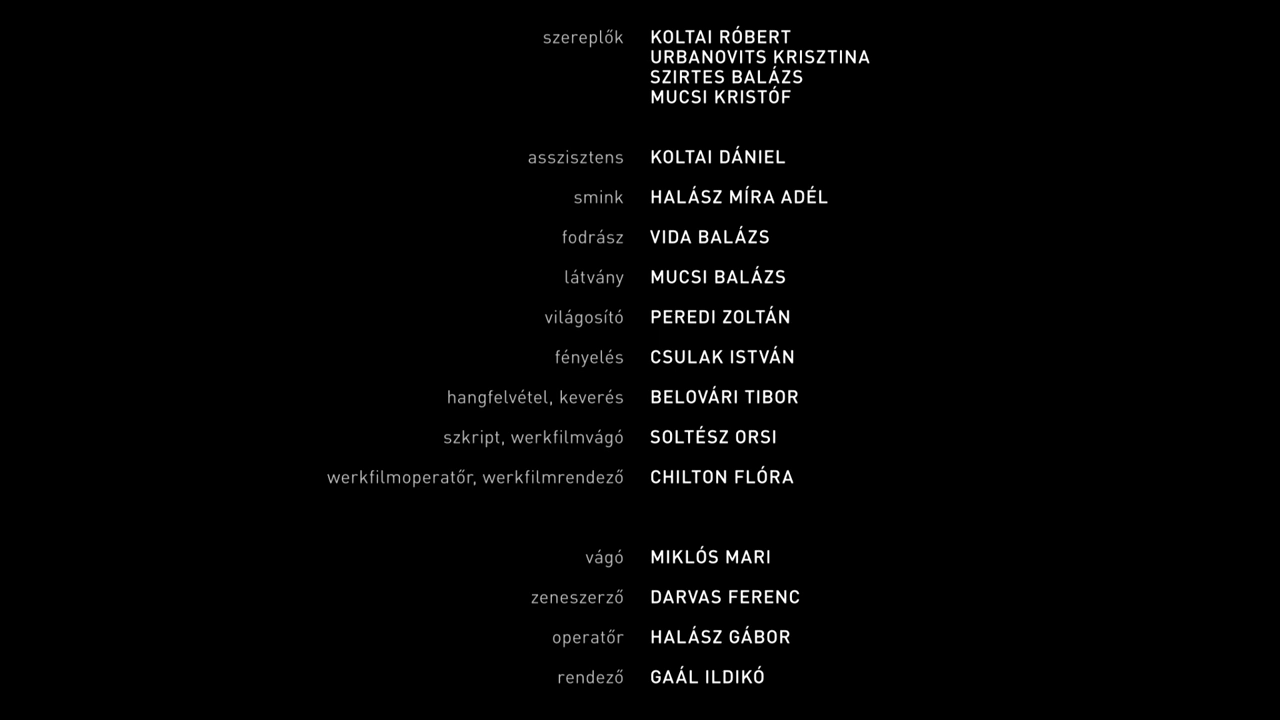 szereplők KOLTAI RÓBERT
URBANOVITS KRISZTINA
SZIRTES BALÁZS
MUCSI KRISTÓF
asszisztens KOLTAI DÁNIEL
smink HALÁSZ MÍRA ADÉL
fodrász VIDA BALÁZS
látvány MUCSI BALÁZS
világosító PEREDI ZOLTÁN
fényelés CSULAK ISTVÁN
hangfelvétel, keverés BELOVÁRI TIBOR
szkript, werkfilmvágó SOLTÉSZ ORSI
werkfilmoperatőr, werkfilmrendező CHILTON FLÓRA
vágó MIKLÓS MARI
zeneszerző DARVAS FERENC
operatőr HALÁSZ GÁBOR
rendező GAÁL ILDIKÓ